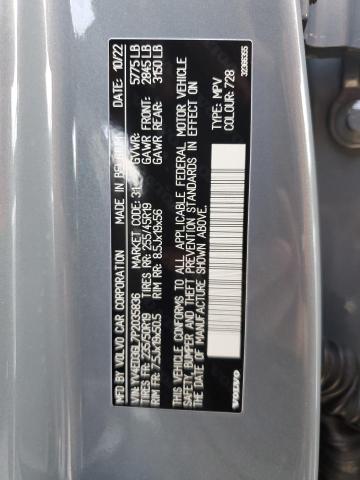 MFD BY VOLVO CAR CORPORATION MADE IN BELGIUM DATE: 10/22
VIN: YV4ED3GL7P2035836 MARKET CODE: 31 GVWR: 5775 LB
TIRES FR: 235/50R19 TIRES RR: 255/45R19 GAWR FRONT: 2845 LB
RIM FR: 7.5Jx19x50.5 RIM RR: 8.5Jx19x56 GAWR REAR: 3150 LB
THIS VEHICLE CONFORMS TO ALL APPLICABLE FEDERAL MOTOR VEHICLE
SAFETY, BUMPER, AND THEFT PREVENTION STANDARDS IN EFFECT ON
THE DATE OF MANUFACTURE SHOWN ABOVE.
TYPE: MPV
COLOUR: 728
VOLVO
32366355